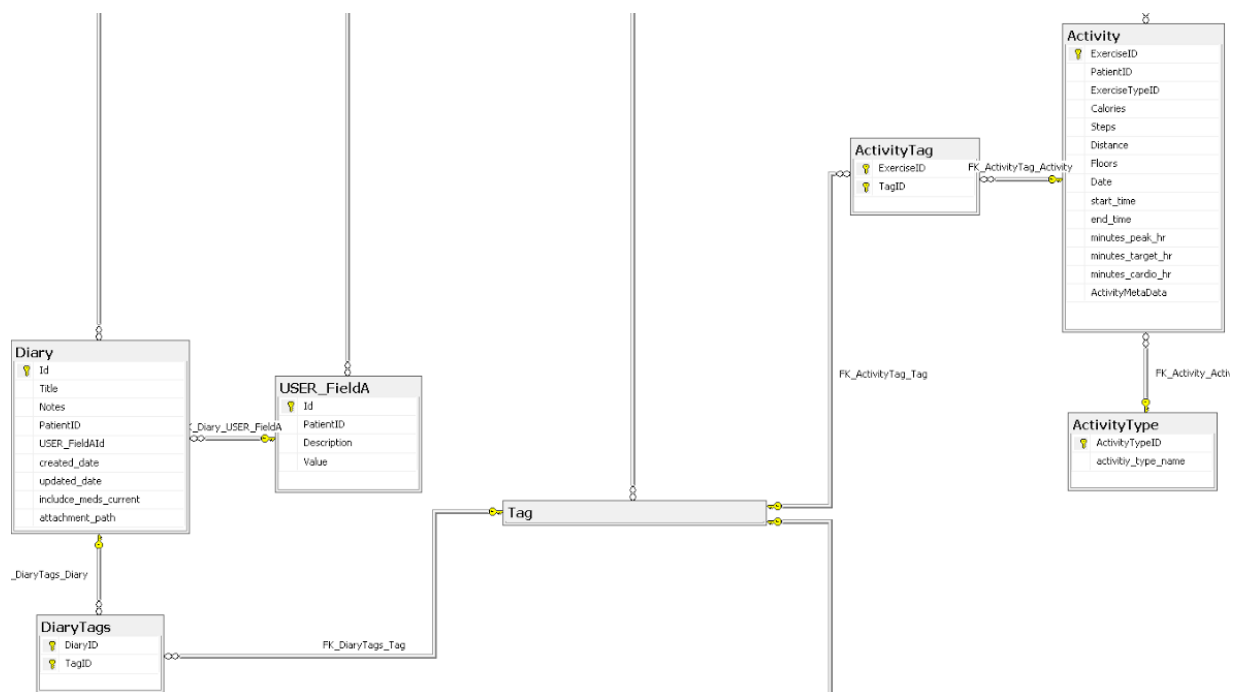 Activity
ExerciseID
PatientID
ExerciseTypeID
Calories
Steps
Distance
Floors
Date
start_time
end_time
minutes_peak_hr
minutes_target_hr
minutes_cardio_hr
ActivityMetaData
ActivityTag
ExerciseID
TagID
FK_ActivityTag_Activity
FK_ActivityTag_Tag
FK_Activity_Acti
ActivityType
ActivityTypeID
activitiy_type_name
Diary
Id
Title
Notes
PatientID
USER_FieldAId
created_date
updated_date
includce_meds_current
attachment_path
K_Diary_USER_FieldA
USER_FieldA
Id
PatientID
Description
Value
Tag
_DiaryTags_Diary
DiaryTags
DiaryID
TagID
FK_DiaryTags_Tag